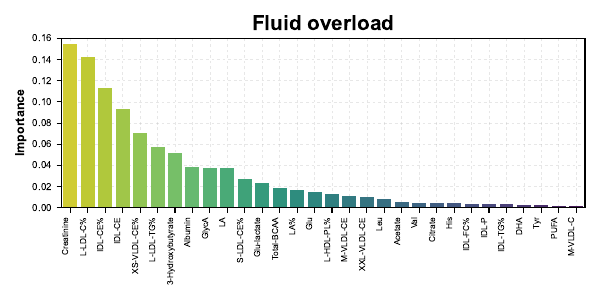 Fluid overload
Importance
0.16
0.14
0.12
0.10
0.08
0.06
0.04
0.02
0.00
Creatinine
L-LDL-C%
IDL-CE%
IDL-CE
XS-VLDL-CE%
L-LDL-TG%
3-Hydroxybutyrate
Albumin
GlycA
LA
S-LDL-CE%
Glu-lactate
Total-BCAA
LA%
Glu
L-HDL-PL%
M-VLDL-CE
XXL-VLDL-CE
Leu
Acetate
Val
Citrate
His
IDL-FC%
IDL-P
IDL-TG%
DHA
Tyr
PUFA
M-VLDL-C